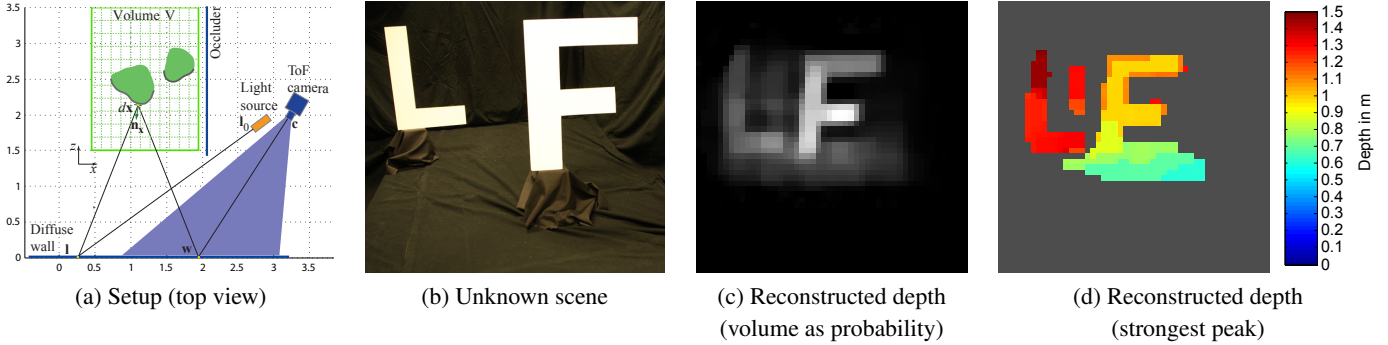 3.5
3
2.5
2
1.5
1
0.5
0
0
0.5
1
1.5
2
2.5
3
3.5
Volume V
Occluder
ToF
camera
Light
source
l₀
c
dx
nₓ
z
x
Diffuse
wall
l
w
(a) Setup (top view)
L F
(b) Unknown scene
L F
(c) Reconstructed depth
(volume as probability)
L F
1.5
1.4
1.3
1.2
1.1
1
0.9
0.8
0.7
0.6
0.5
0.4
0.3
0.2
0.1
0
Depth in m
(d) Reconstructed depth
(strongest peak)